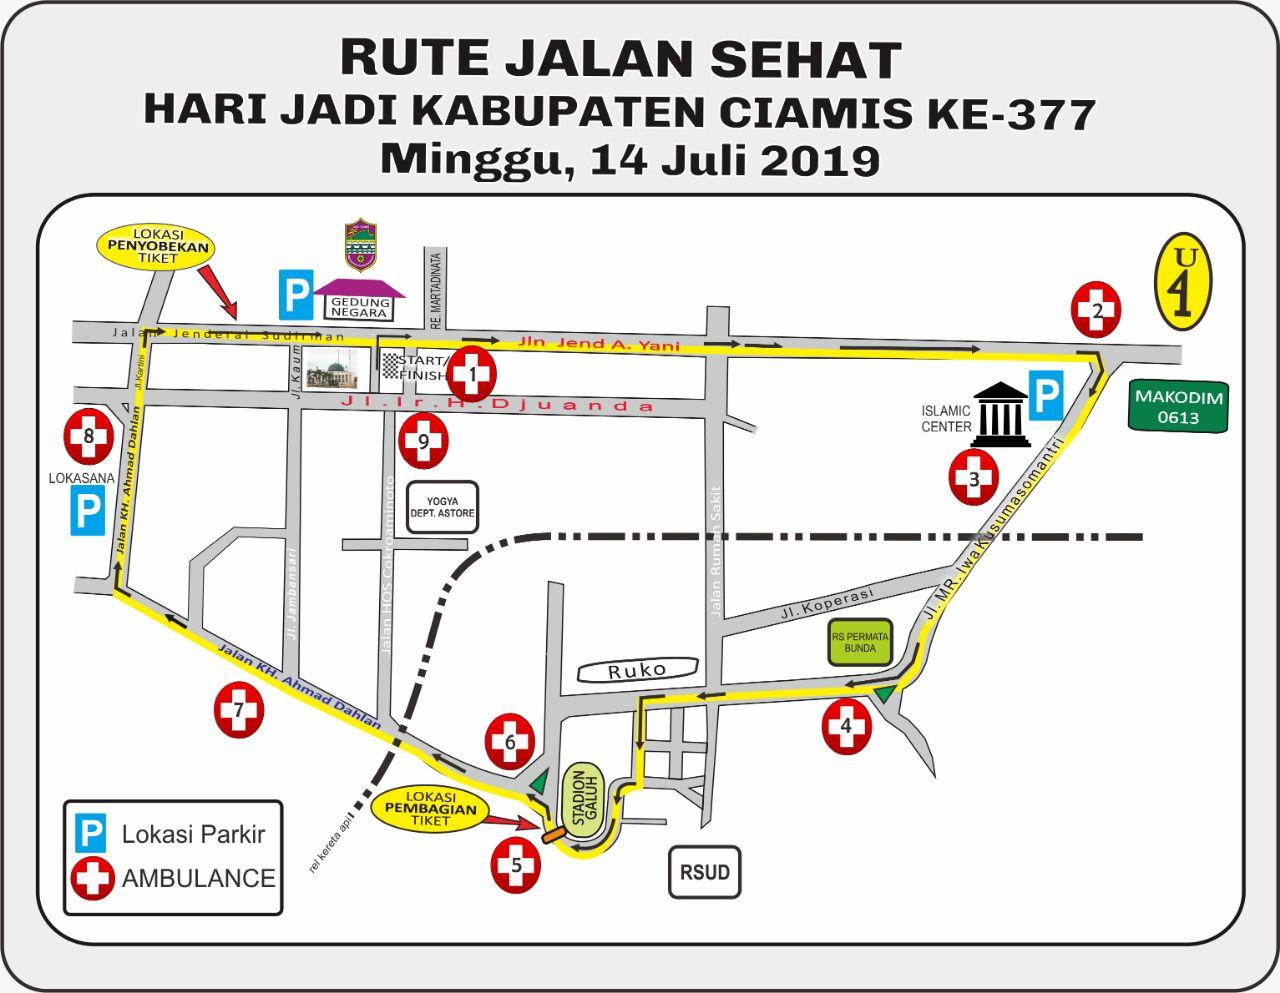 RUTE JALAN SEHAT
HARI JADI KABUPATEN CIAMIS KE-377
Minggu, 14 Juli 2019
LOKASI
PENYOBEKAN
TIKET
P
GEDUNG
NEGARA
RE. MARTADINATA
U
1
2
Jalan Jenderal Sudirman
Jln Jend A. Yani
Jl.Kaum
START/
FINISH
1
Jl.Kartini
Jl.Ir.H.Djuanda
ISLAMIC
CENTER
P
MAKODIM
0613
8
9
3
LOKASANA
P
Jalan KH. Ahmad Dahlan
YOGYA
DEPT. ASTORE
Jalan HOS Cokroaminoto
Jl. Jambansari
Jalan Rumah Sakit
Jl. MR. Iwa Kusumasomantri
Jl.Koperasi
RS PERMATA
BUNDA
Ruko
Jalan KH. Ahmad Dahlan
7
6
4
LOKASI
PEMBAGIAN
TIKET
STADION
GALUH
5
RSUD
rel kereta api
P Lokasi Parkir
AMBULANCE